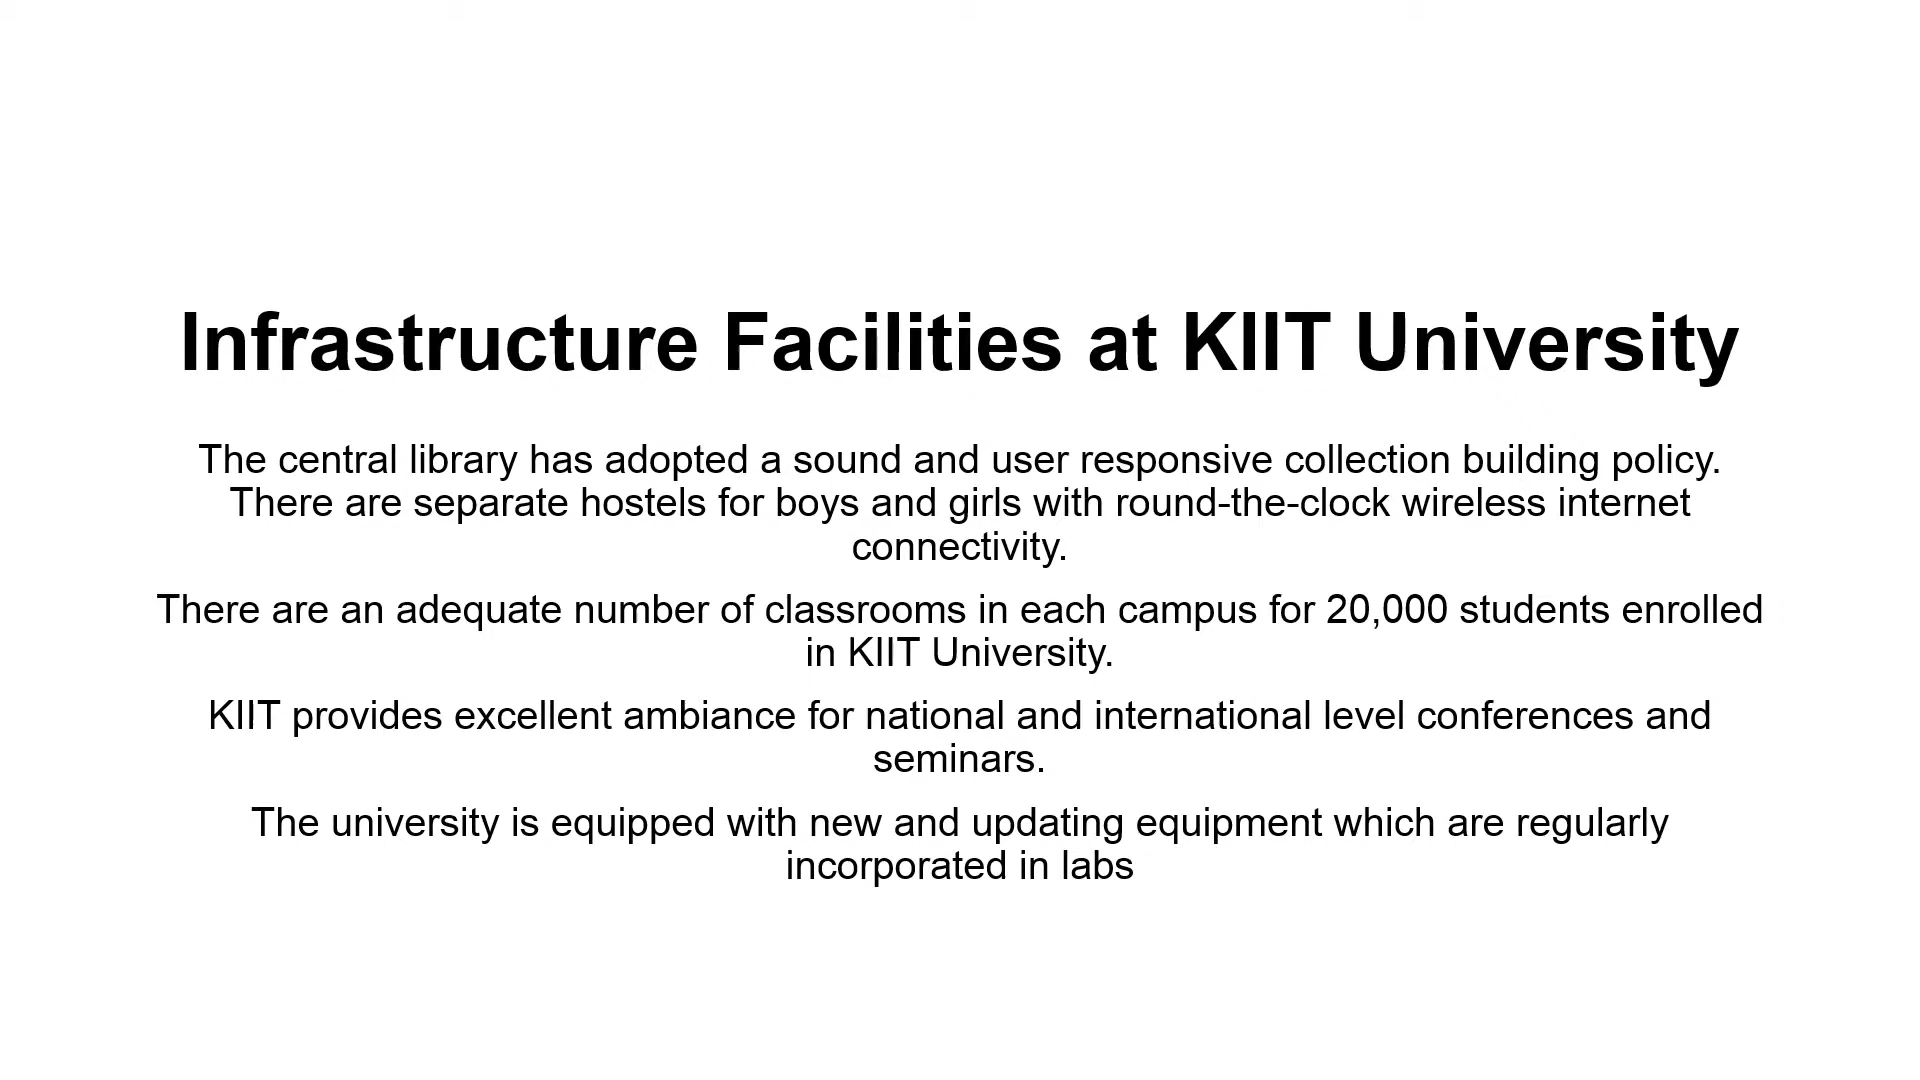 Infrastructure Facilities at KIIT University
The central library has adopted a sound and user responsive collection building policy.
There are separate hostels for boys and girls with round-the-clock wireless internet
connectivity.
There are an adequate number of classrooms in each campus for 20,000 students enrolled
in KIIT University.
KIIT provides excellent ambiance for national and international level conferences and
seminars.
The university is equipped with new and updating equipment which are regularly
incorporated in labs